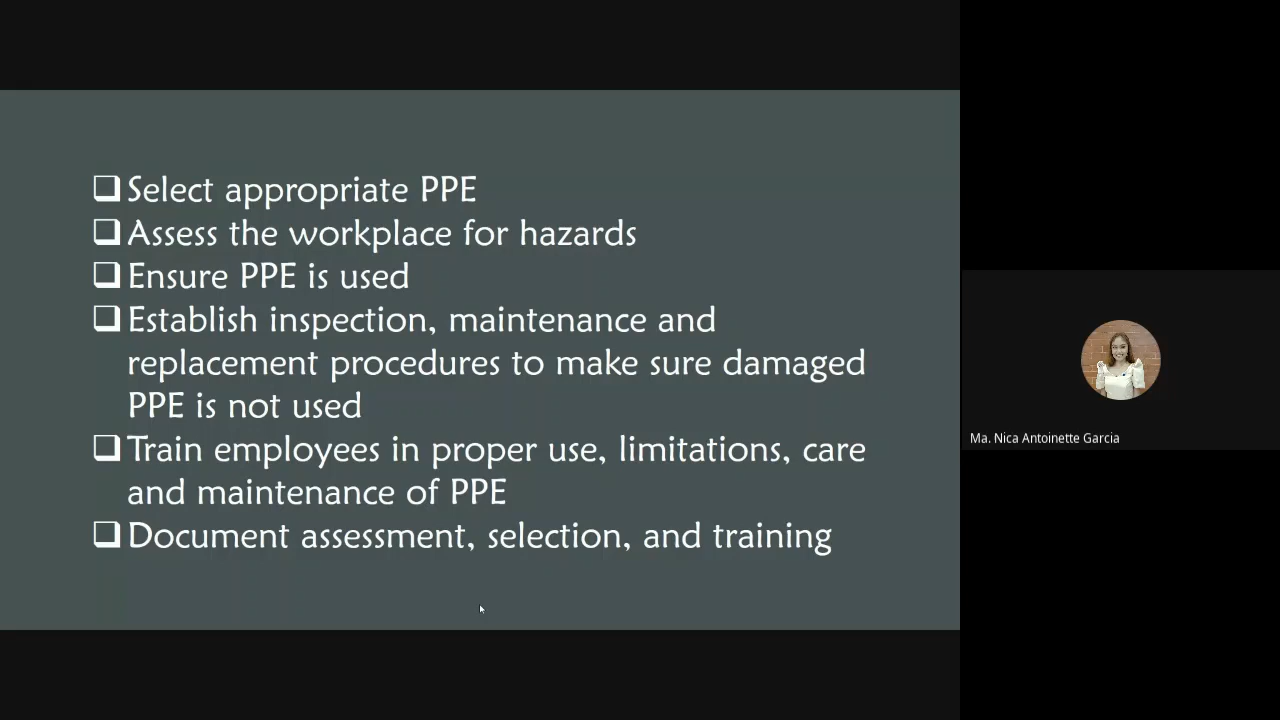 ❑Select appropriate PPE
❑Assess the workplace for hazards
❑Ensure PPE is used
❑Establish inspection, maintenance and
replacement procedures to make sure damaged
PPE is not used
❑Train employees in proper use, limitations, care
and maintenance of PPE
❑Document assessment, selection, and training
Ma. Nica Antoinette Garcia